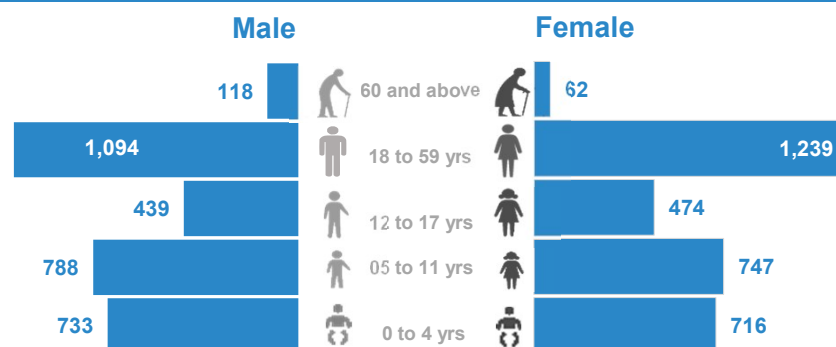 Male Female
118 60 and above 62
1,094 18 to 59 yrs 1,239
439 12 to 17 yrs 474
788 05 to 11 yrs 747
733 0 to 4 yrs 716